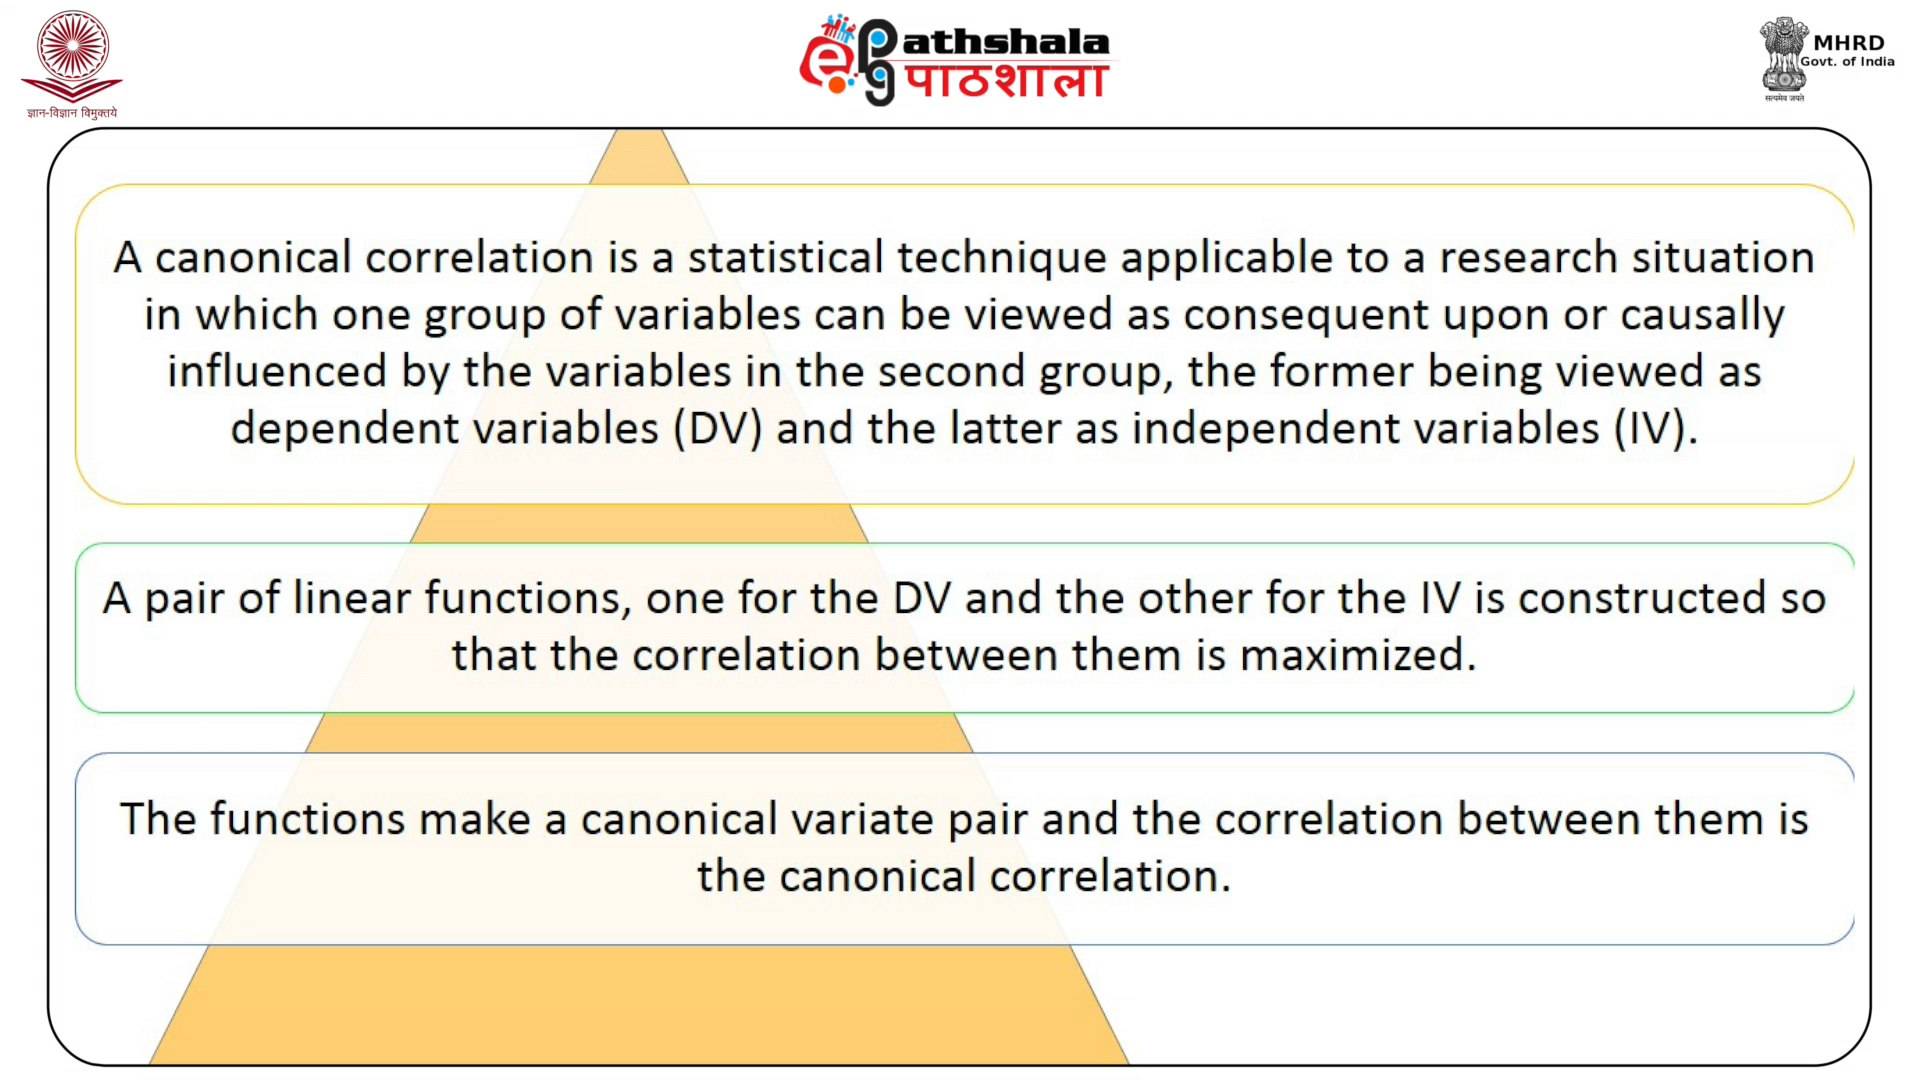 ज्ञान-विज्ञान विमुक्तये
e
pg
athshala
पाठशाला
MHRD
Govt. of India
सत्यमेव जयते
A canonical correlation is a statistical technique applicable to a research situation
in which one group of variables can be viewed as consequent upon or causally
influenced by the variables in the second group, the former being viewed as
dependent variables (DV) and the latter as independent variables (IV).
A pair of linear functions, one for the DV and the other for the IV is constructed so
that the correlation between them is maximized.
The functions make a canonical variate pair and the correlation between them is
the canonical correlation.